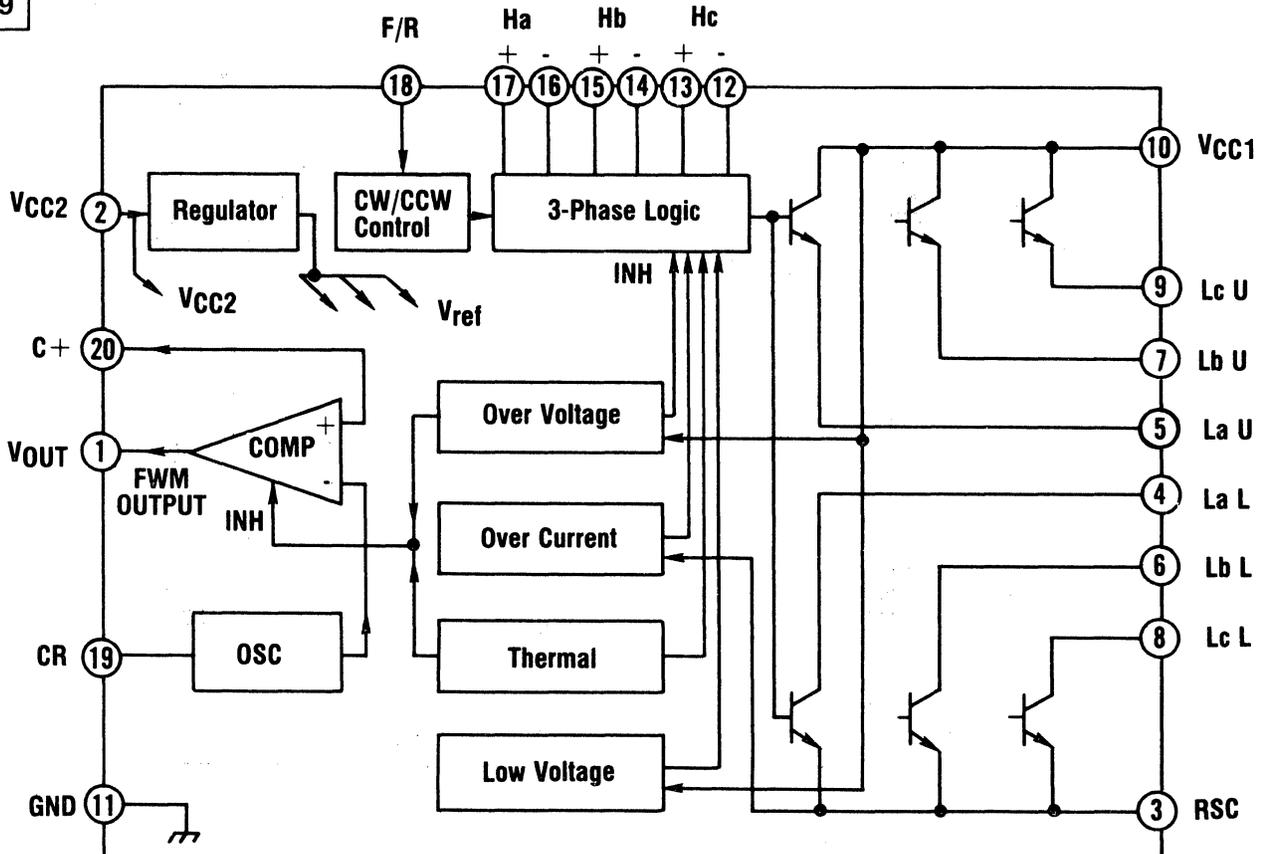 9
F/R
Ha
Hb
Hc
+ - + - + -
18
17
16
15
14
13
12
10
VCC1
VCC2
2
Regulator
CW/CCW
Control
3-Phase Logic
INH
VCC2
Vref
9
Lc U
C+
20
7
Lb U
Over Voltage
5
La U
VOUT
1
FWM
OUTPUT
COMP
+
-
INH
4
La L
Over Current
6
Lb L
CR
19
OSC
Thermal
8
Lc L
Low Voltage
GND
11
3
RSC